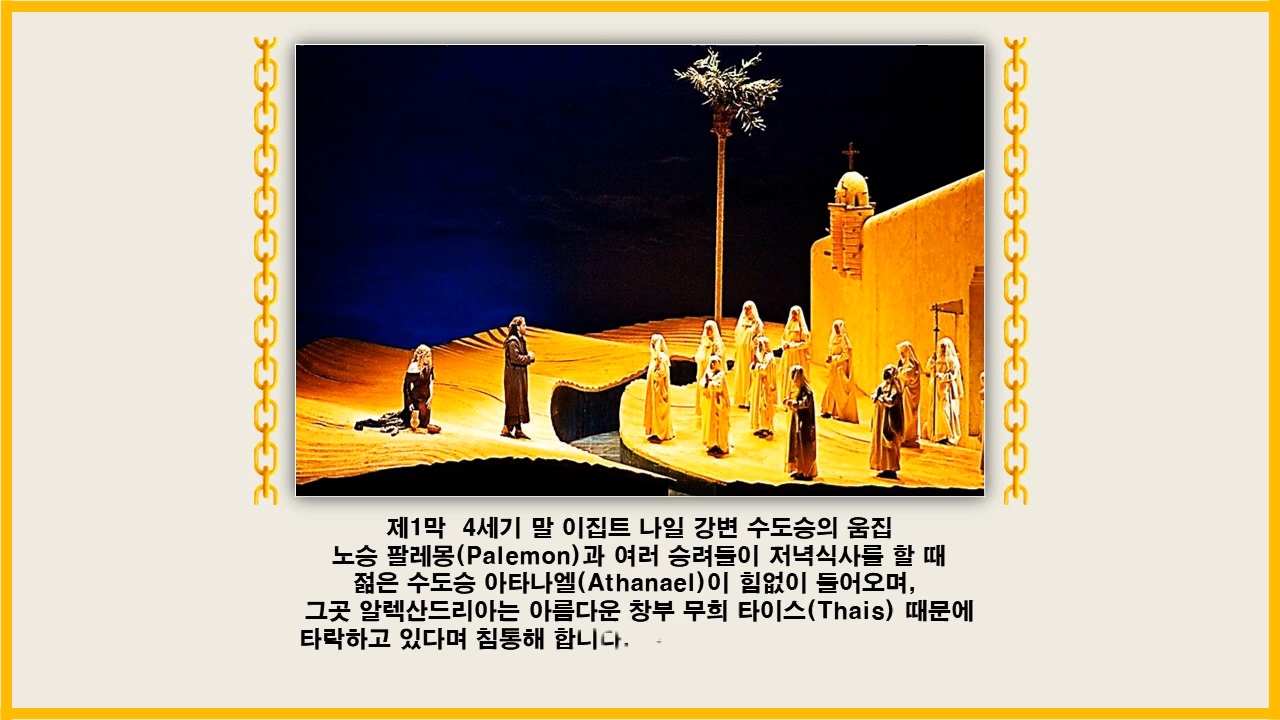 제1막  4세기 말 이집트 나일 강변 수도승의 움집
노승 팔레몽(Palemon)과 여러 승려들이 저녁식사를 할 때
젊은 수도승 아타나엘(Athanael)이 힘없이 들어오며,
그곳 알렉산드리아는 아름다운 창부 무희 타이스(Thais) 때문에
타락하고 있다며 침통해 합니다.